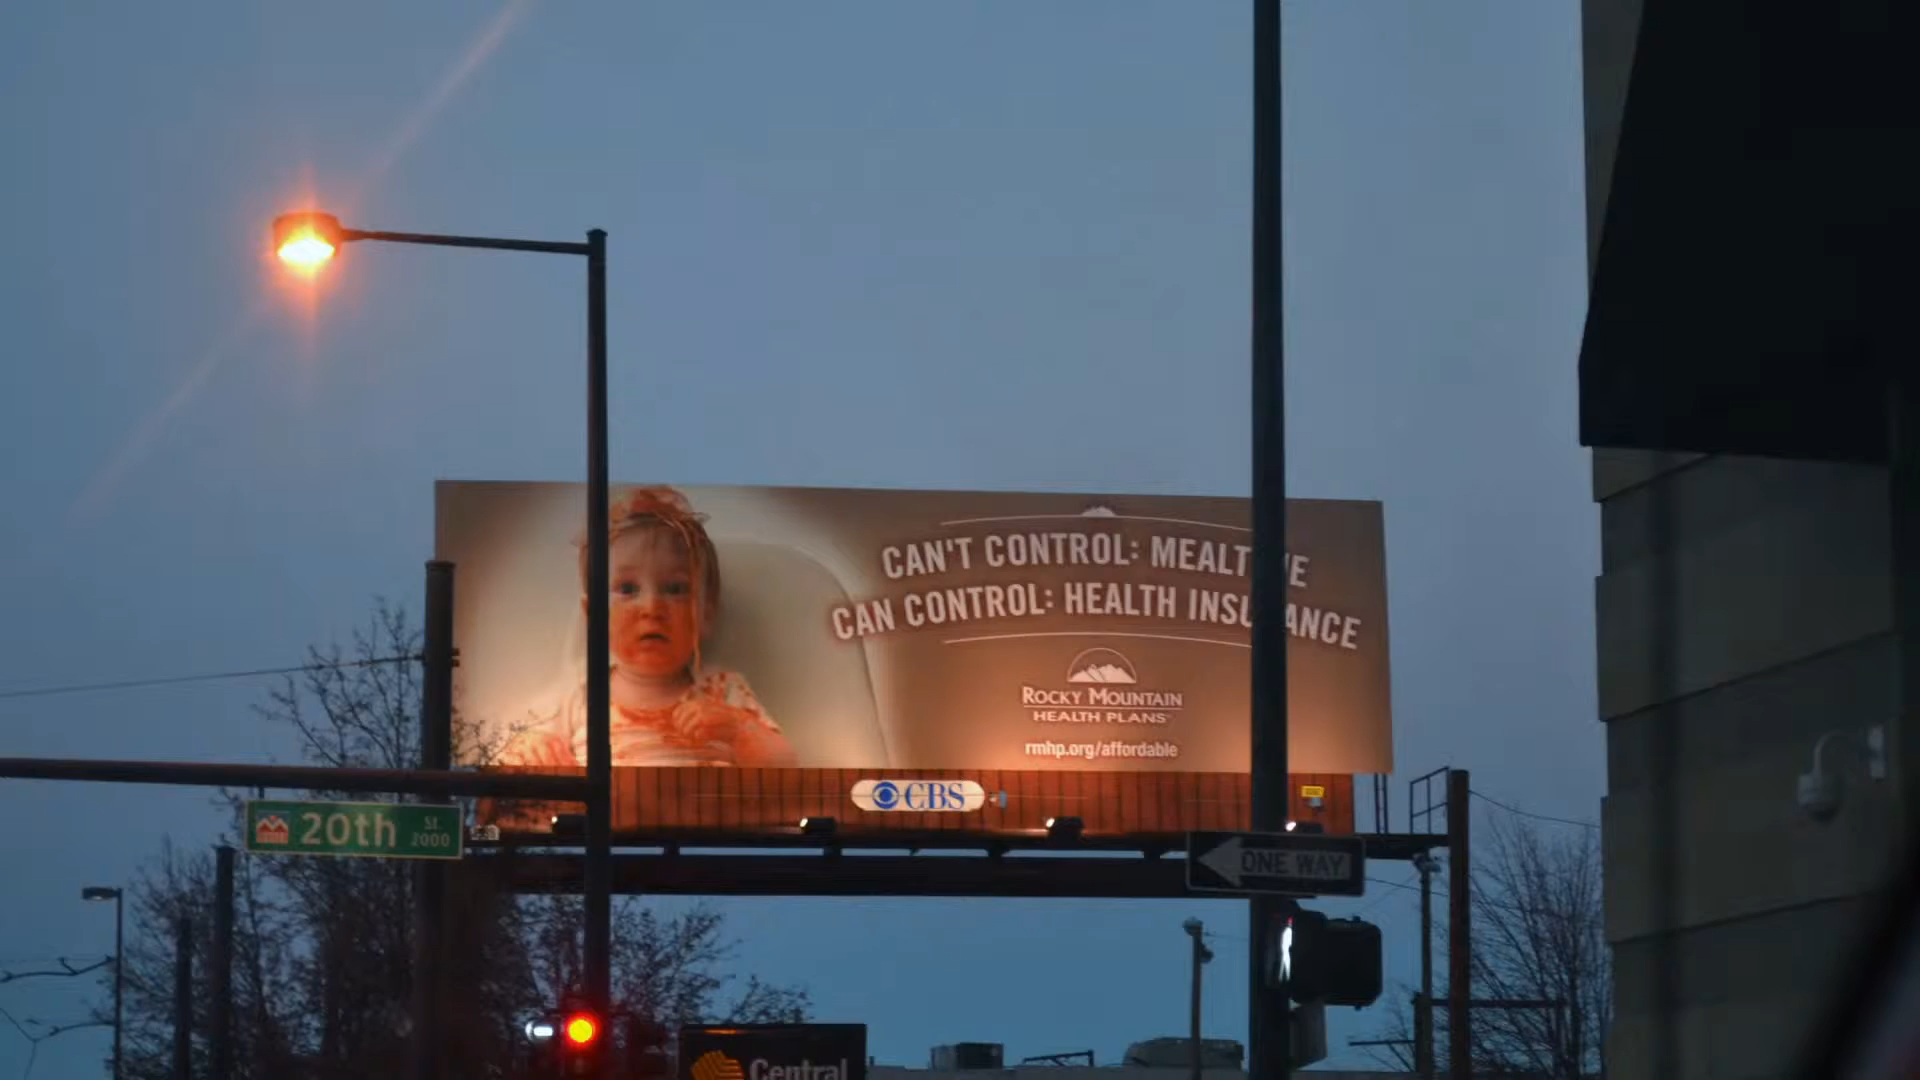 CAN'T CONTROL: MEALT E
CAN CONTROL: HEALTH INSU ANCE
ROCKY MOUNTAIN
HEALTH PLANS
rmhp.org/affordable
CBS
20th St.
2000
ONE WAY
Central